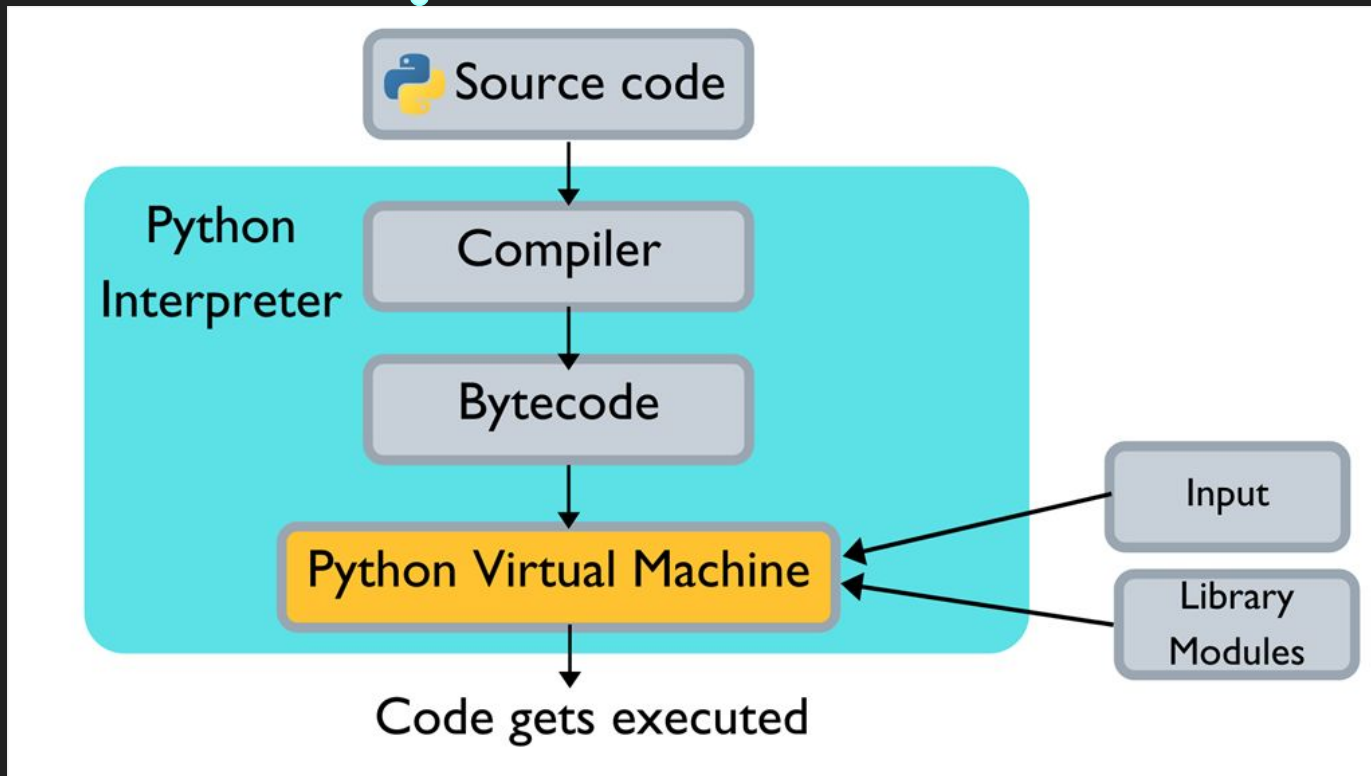 Source code
Python
Interpreter
Compiler
Bytecode
Python Virtual Machine
Input
Library
Modules
Code gets executed